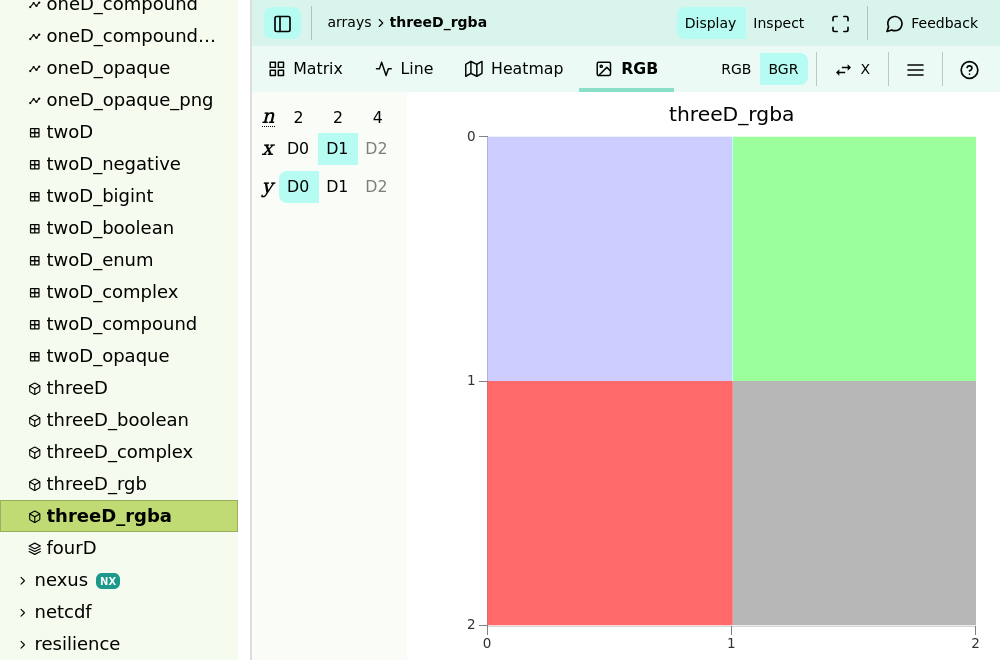 oneD_compound
oneD_compound…
oneD_opaque
oneD_opaque_png
twoD
twoD_negative
twoD_bigint
twoD_boolean
twoD_enum
twoD_complex
twoD_compound
twoD_opaque
threeD
threeD_boolean
threeD_complex
threeD_rgb
threeD_rgba
fourD
nexus NX
netcdf
resilience
arrays › threeD_rgba
Display Inspect Feedback
Matrix Line Heatmap RGB RGB BGR X
n 2 2 4
x D0 D1 D2
y D0 D1 D2
threeD_rgba
0
1
2
0 1 2